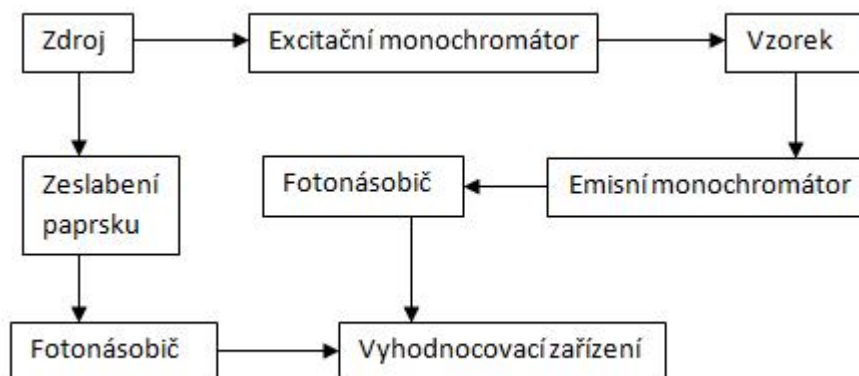 Zdroj
Excitační monochromátor
Vzorek
Zeslabení
paprsku
Fotonásobič
Emisní monochromátor
Fotonásobič
Vyhodnocovací zařízení